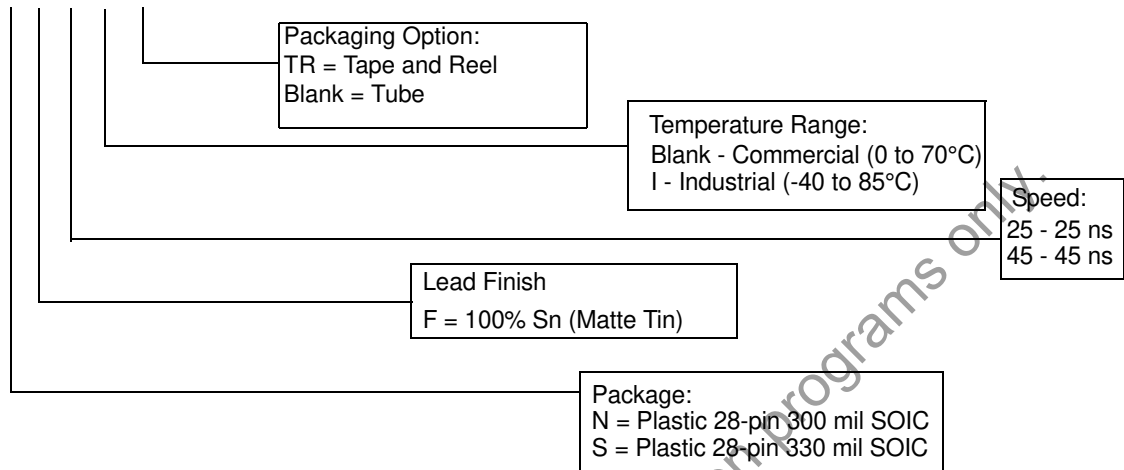 Packaging Option:
TR = Tape and Reel
Blank = Tube
Temperature Range:
Blank - Commercial (0 to 70°C)
I - Industrial (-40 to 85°C)
Speed:
25 - 25 ns
45 - 45 ns
Lead Finish
F = 100% Sn (Matte Tin)
Package:
N = Plastic 28-pin 300 mil SOIC
S = Plastic 28-pin 330 mil SOIC
programs only.